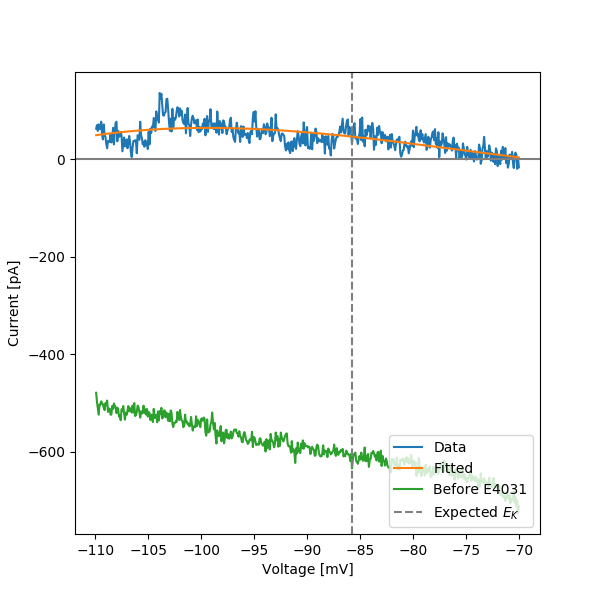 0
−200
−400
−600
Current [pA]
Data
Fitted
Before E4031
Expected E_K
−110 −105 −100 −95 −90 −85 −80 −75 −70
Voltage [mV]